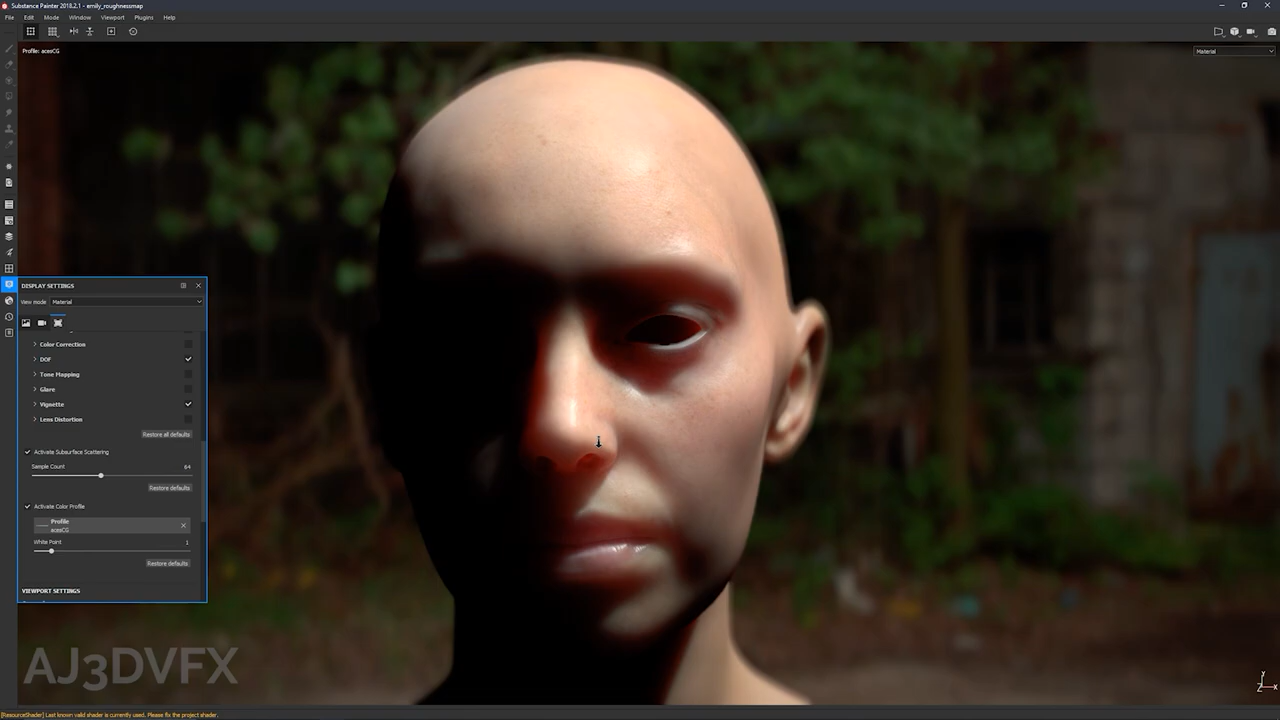 Substance Painter 2018.2.1 - emily_roughnessmap
File Edit Mode Window Viewport Plugins Help
Profile: acesCG
Material
DISPLAY SETTINGS
View mode Material
Color Correction
DOF
Tone Mapping
Glare
Vignette
Lens Distortion
Restore all defaults
Activate Subsurface Scattering
Sample Count 64
Restore defaults
Activate Color Profile
Profile
acesCG
White Point 1
Restore defaults
VIEWPORT SETTINGS
AJ3DVFX
Y
Z X
[ResourceShader] Last known valid shader is currently used. Please fix the project shader.